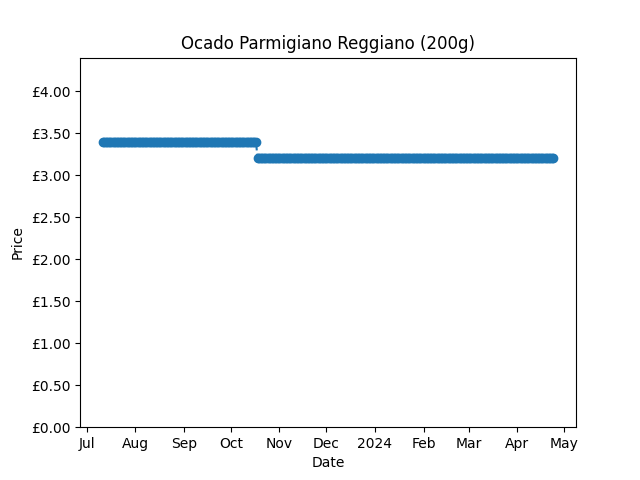 Ocado Parmigiano Reggiano (200g)
£4.00
£3.50
£3.00
£2.50
£2.00
£1.50
£1.00
£0.50
£0.00
Price
Jul Aug Sep Oct Nov Dec 2024 Feb Mar Apr May
Date